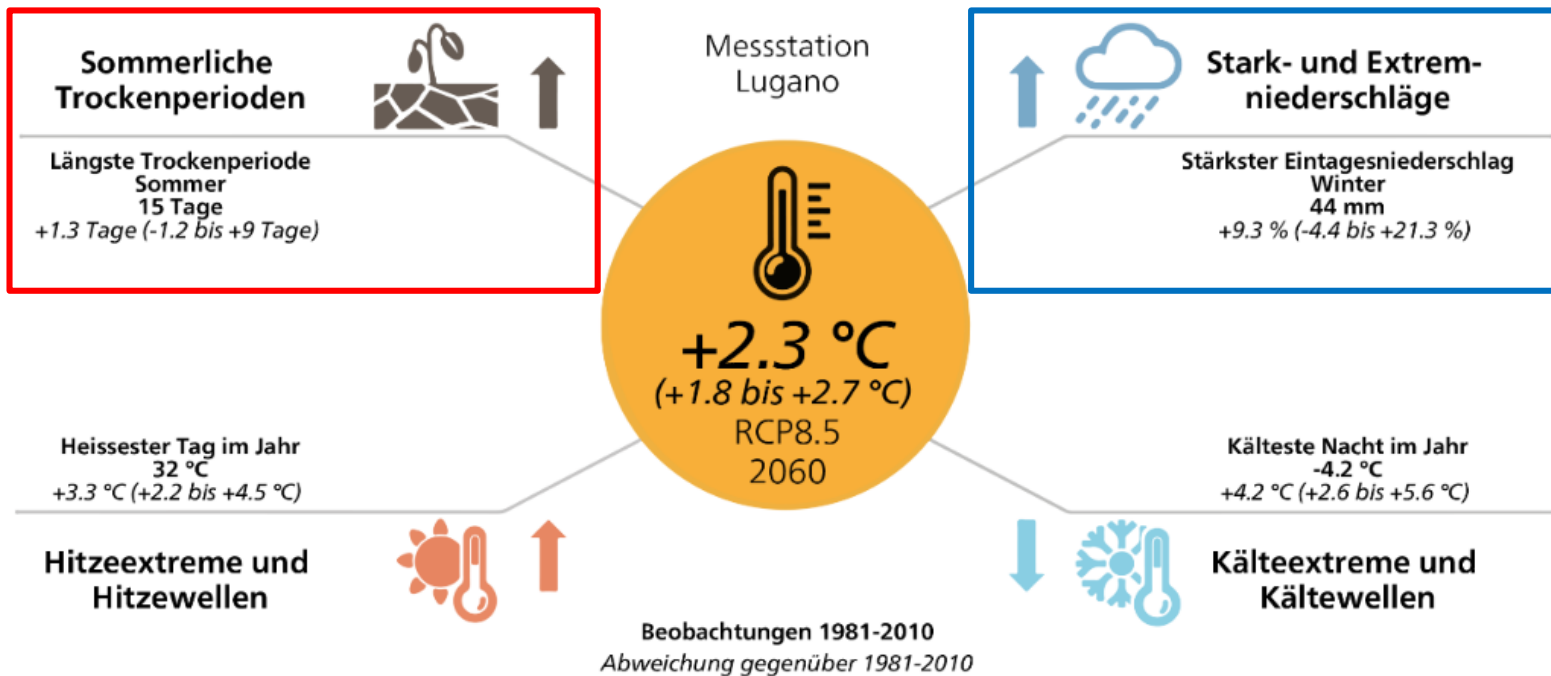 Sommerliche
Trockenperioden
Längste Trockenperiode
Sommer
15 Tage
+1.3 Tage (-1.2 bis +9 Tage)
Messstation
Lugano
Stark- und Extrem-
niederschläge
Stärkster Eintagesniederschlag
Winter
44 mm
+9.3 % (-4.4 bis +21.3 %)
+2.3 °C
(+1.8 bis +2.7 °C)
RCP8.5
2060
Heissester Tag im Jahr
32 °C
+3.3 °C (+2.2 bis +4.5 °C)
Hitzeextreme und
Hitzewellen
Kälteste Nacht im Jahr
-4.2 °C
+4.2 °C (+2.6 bis +5.6 °C)
Kälteextreme und
Kältewellen
Beobachtungen 1981-2010
Abweichung gegenüber 1981-2010